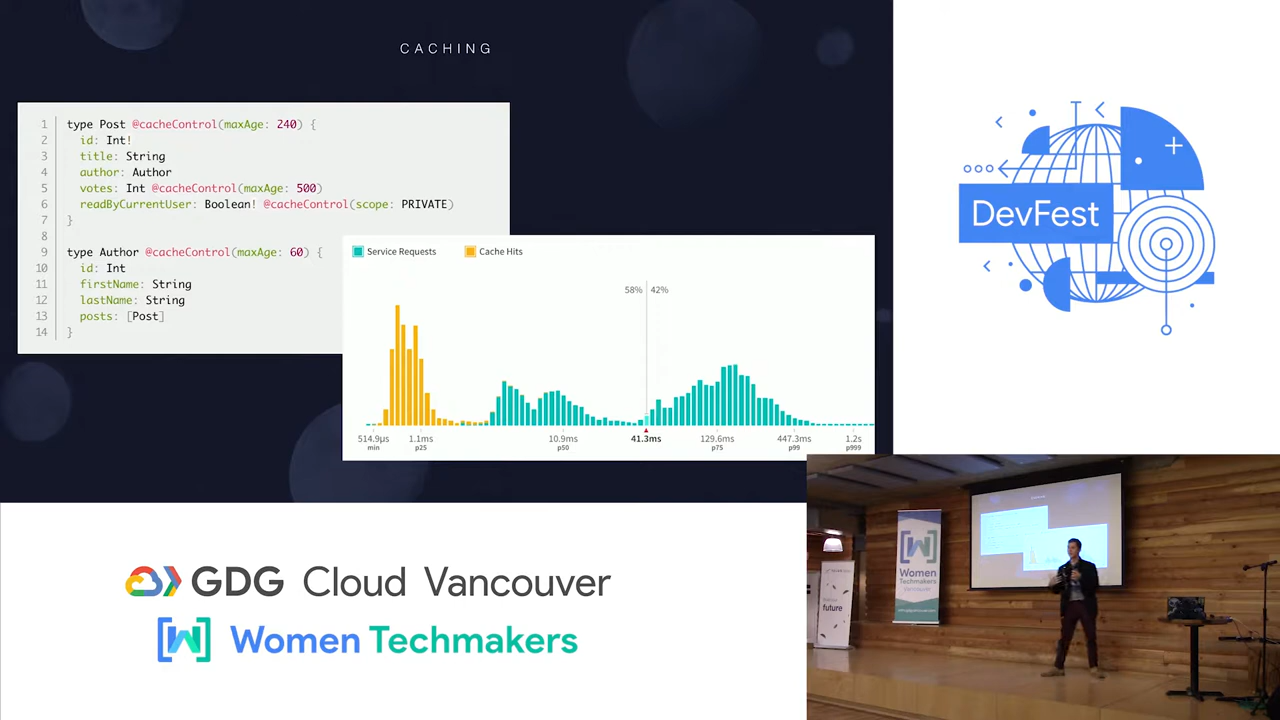 CACHING
1 type Post @cacheControl(maxAge: 240) {
2 id: Int!
3 title: String
4 author: Author
5 votes: Int @cacheControl(maxAge: 500)
6 readByCurrentUser: Boolean! @cacheControl(scope: PRIVATE)
7 }
8
9 type Author @cacheControl(maxAge: 60) {
10 id: Int
11 firstName: String
12 lastName: String
13 posts: [Post]
14 }
Service Requests Cache Hits
58% 42%
514.9µs 1.1ms 10.9ms 41.3ms 129.6ms 447.3ms 1.2s
min p25 p50 p75 p99 p999
DevFest
GDG Cloud Vancouver
[W] Women Techmakers
[W]
Women
Techmakers
Vancouver
future